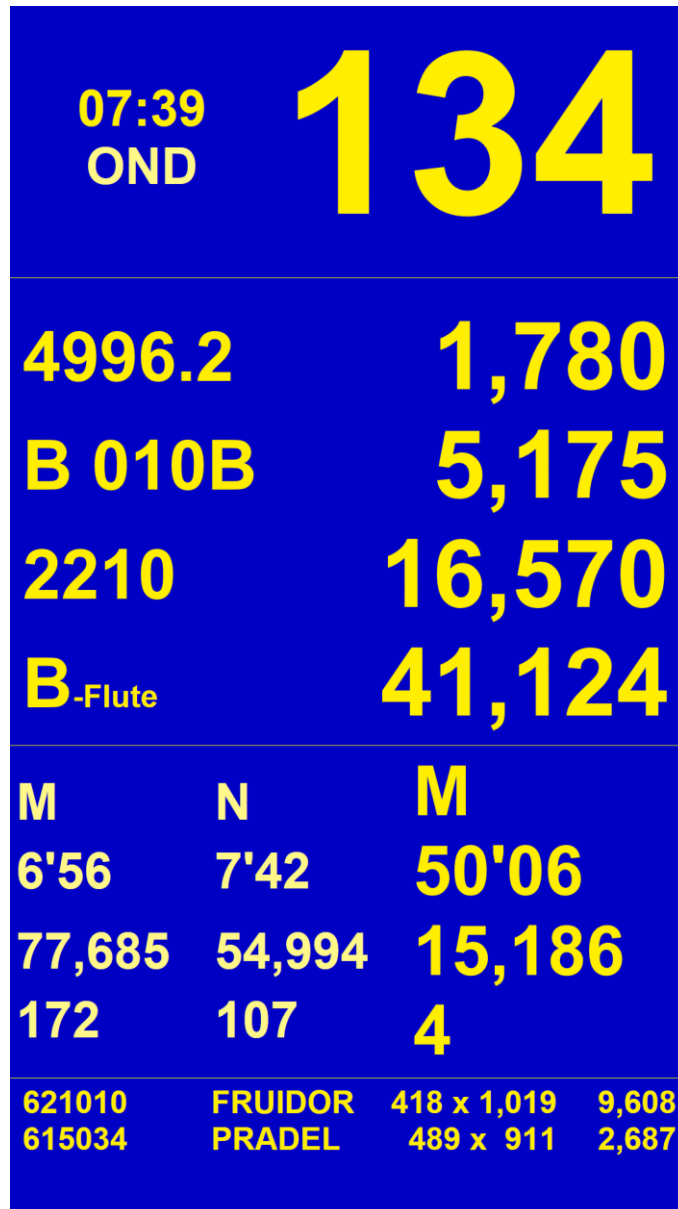 07:39 134
OND
4996.2 1,780
B 010B 5,175
2210 16,570
B-Flute 41,124
M N M
6'56 7'42 50'06
77,685 54,994 15,186
172 107 4
621010 FRUIDOR 418 x 1,019 9,608
615034 PRADEL 489 x 911 2,687